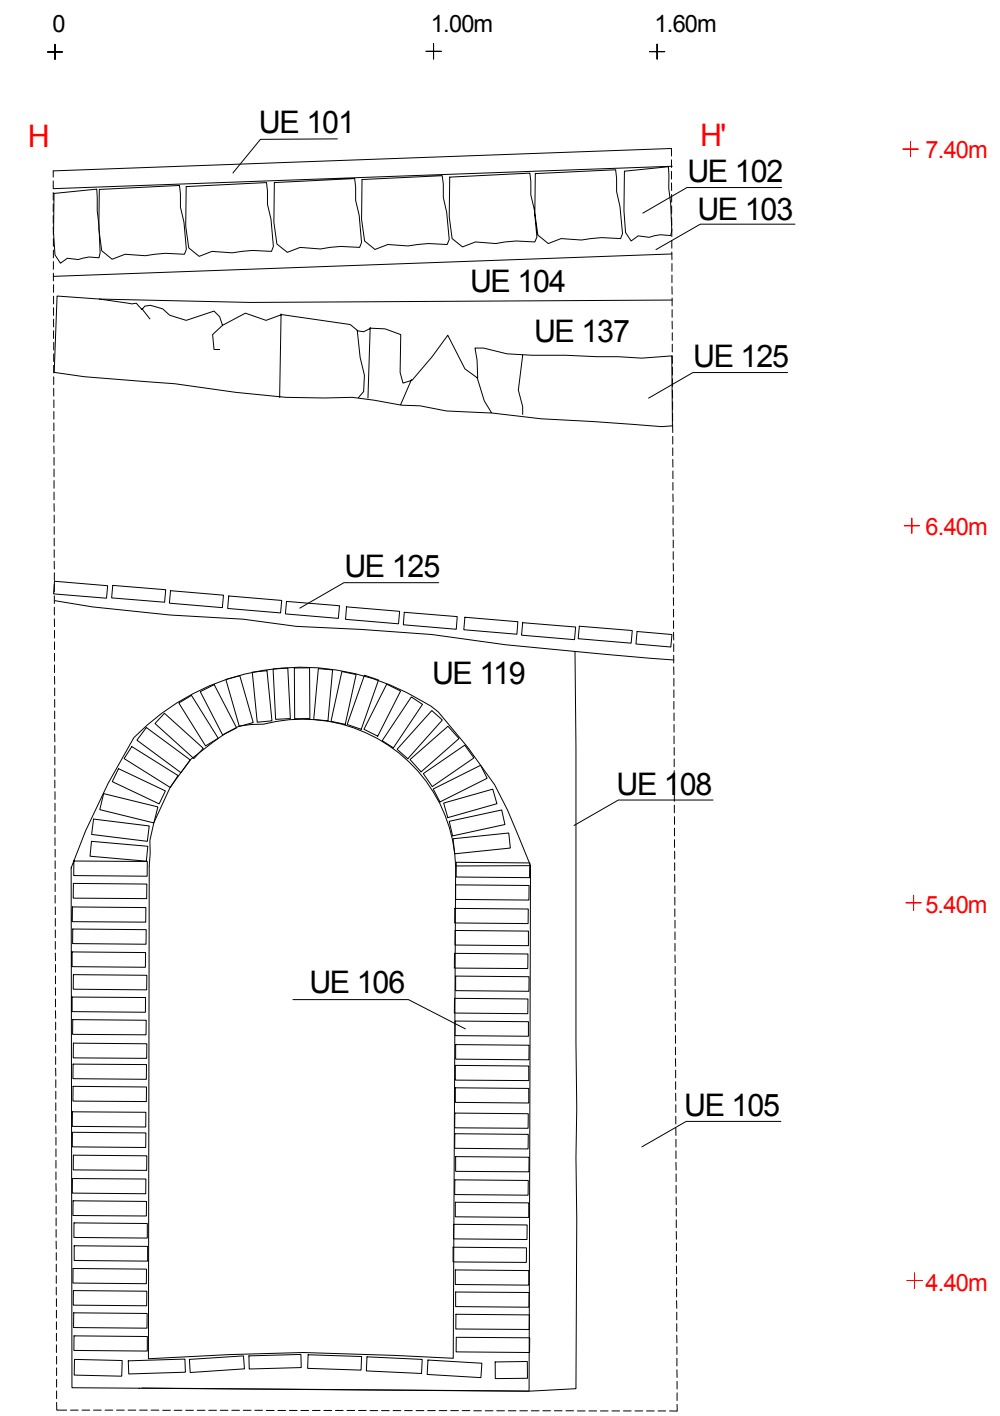 0 1.00m 1.60m
UE 101
H H'
+ 7.40m
UE 102
UE 103
UE 104
UE 137
UE 125
+ 6.40m
UE 125
UE 119
UE 108
+ 5.40m
UE 106
UE 105
+ 4.40m